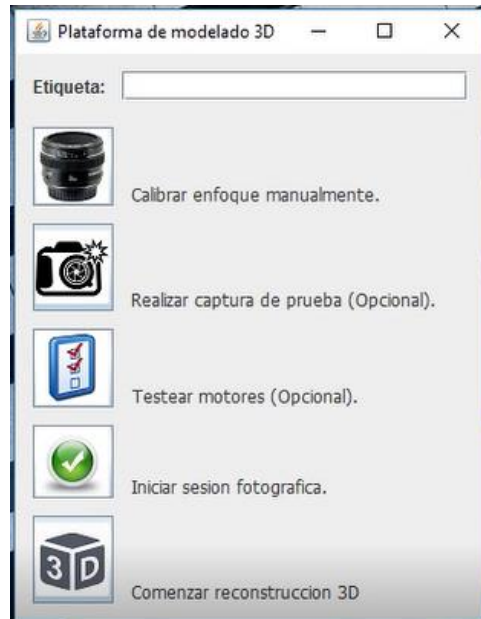 Plataforma de modelado 3D
Etiqueta:
Calibrar enfoque manualmente.
Realizar captura de prueba (Opcional).
Testear motores (Opcional).
Iniciar sesion fotografica.
3D
Comenzar reconstruccion 3D